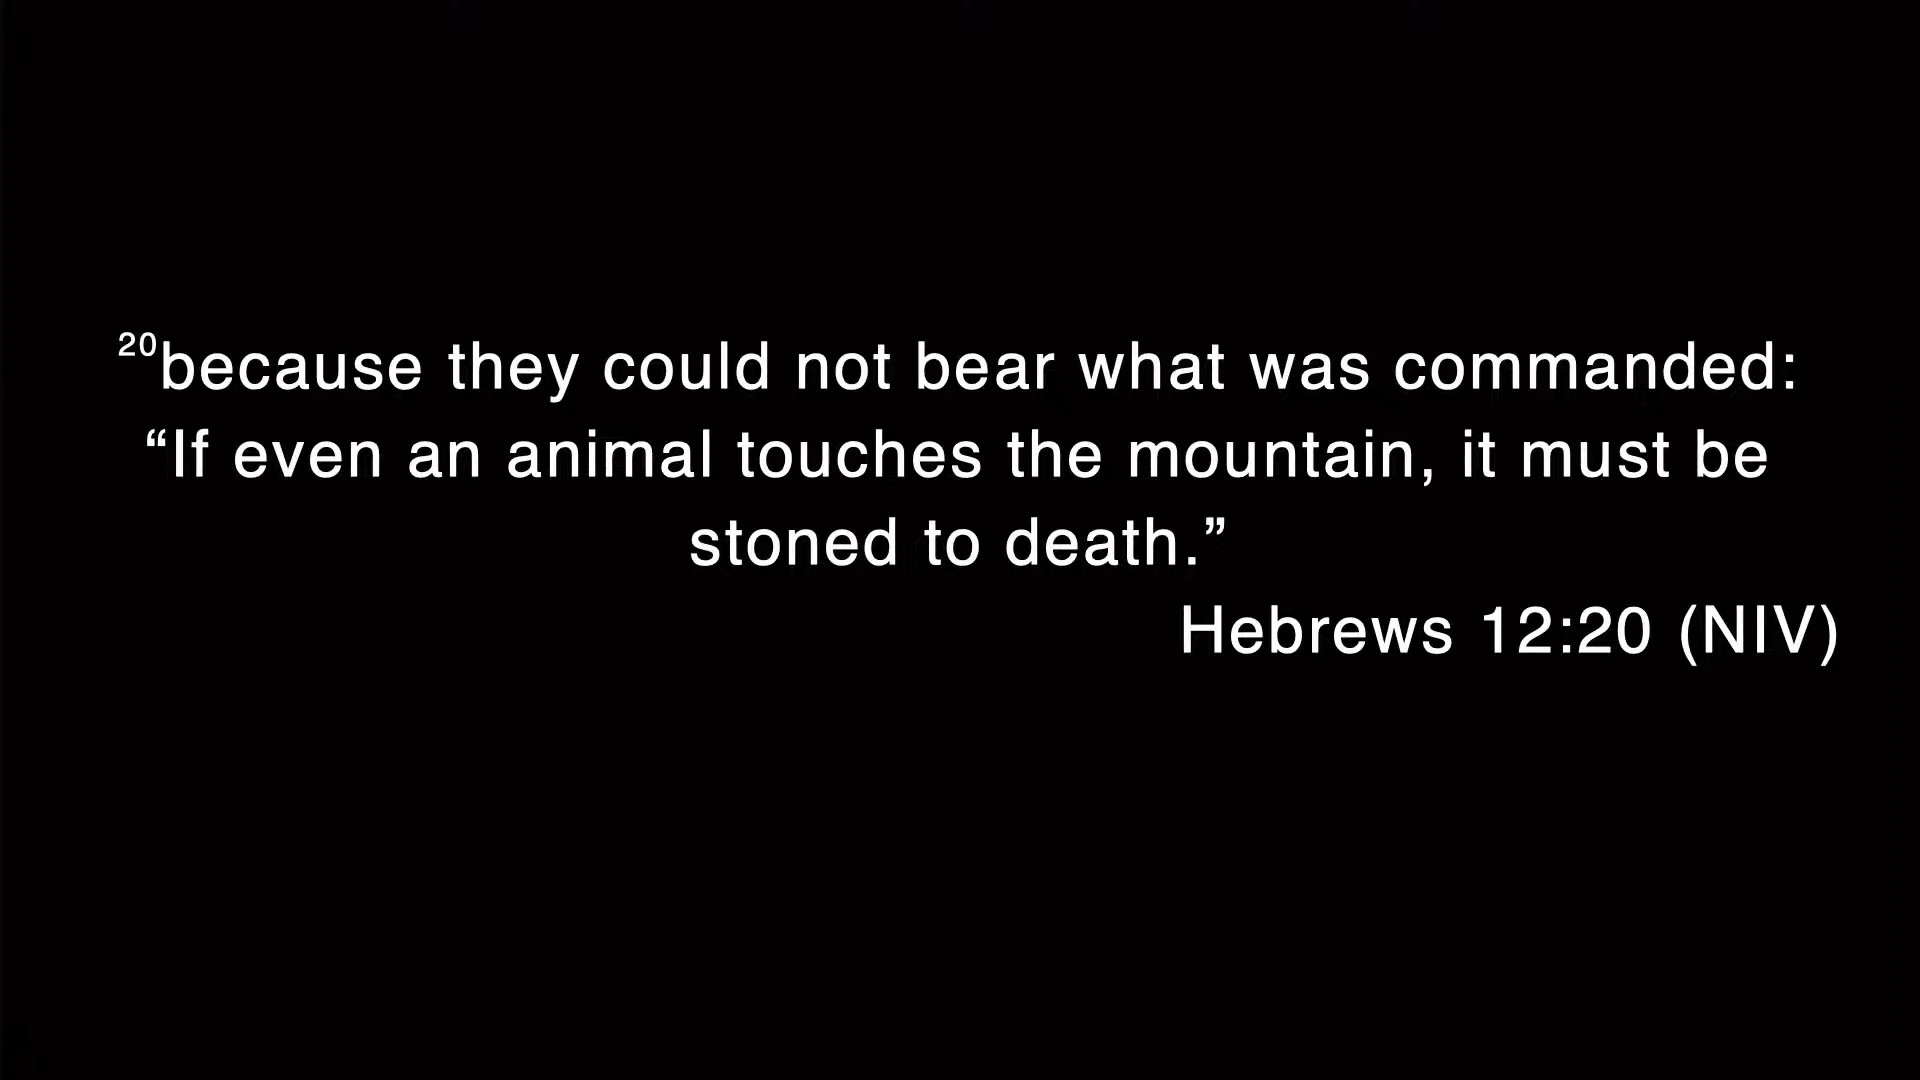 20because they could not bear what was commanded:
“If even an animal touches the mountain, it must be
stoned to death.”
Hebrews 12:20 (NIV)